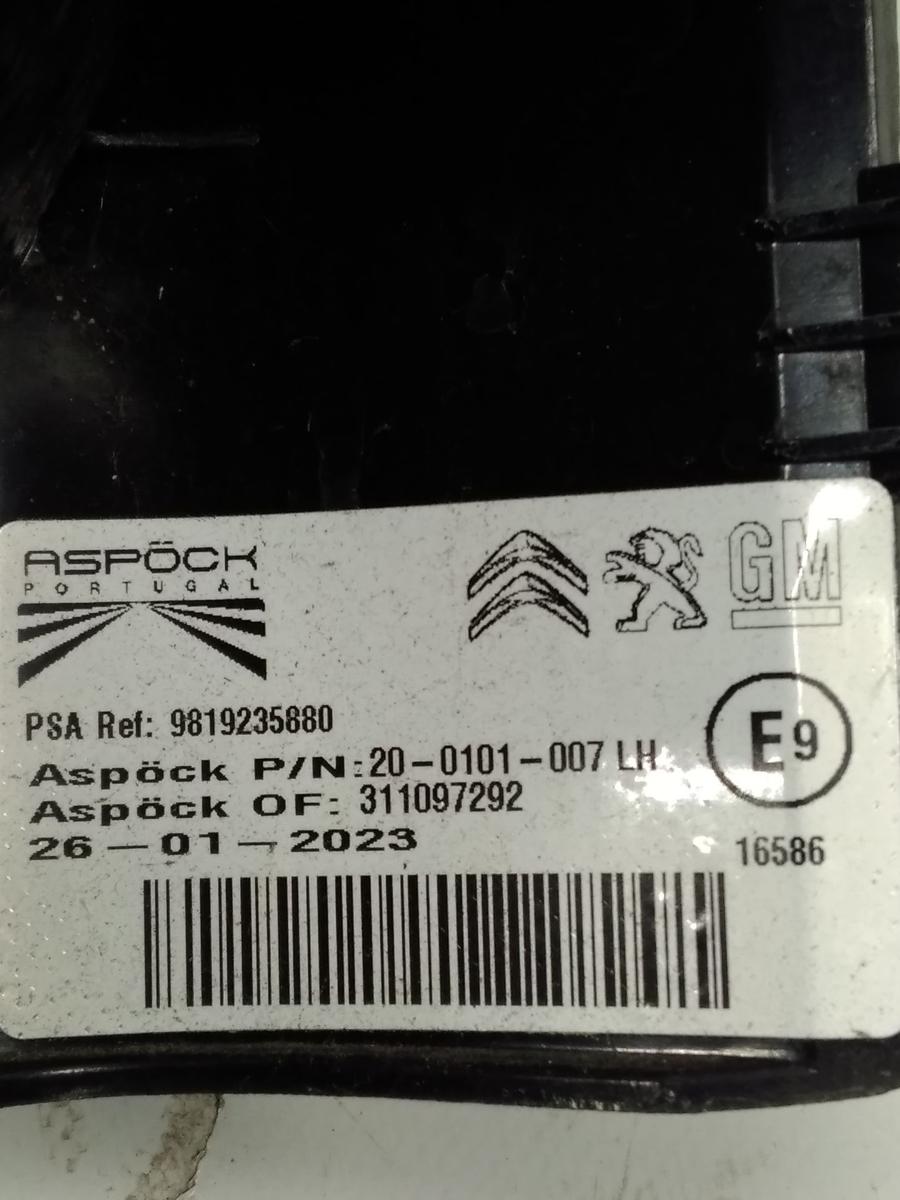 ASPÖCK
PORTUGAL
GM
PSA Ref: 9819235880
E9
Aspöck P/N:20-0101-007 LH
Aspöck OF: 311097292
26-01-2023
16586